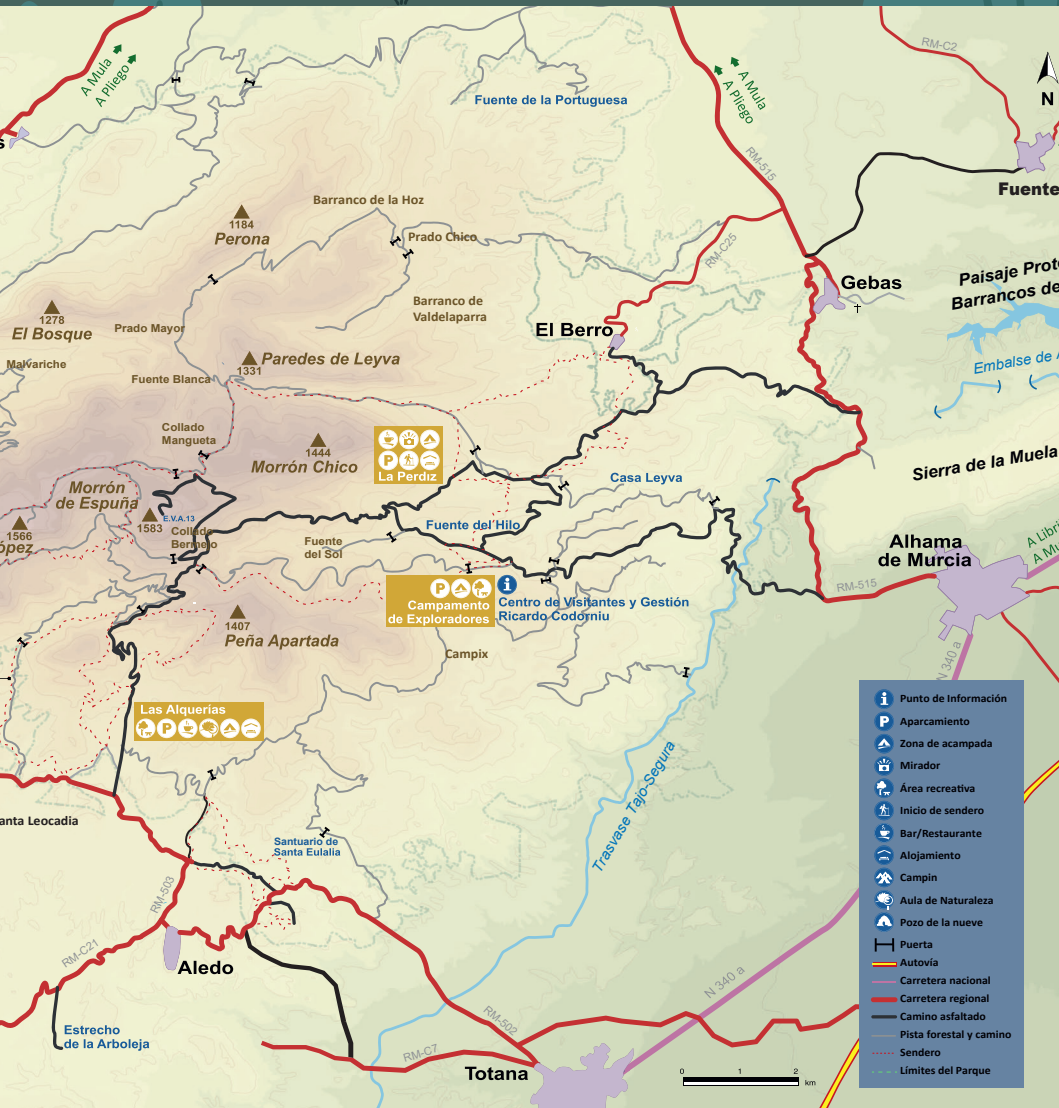 A Mula
A Pliego
Fuente de la Portuguesa
A Mula
A Pliego
RM-C2
N
RM-515
Fuente
Barranco de la Hoz
1184
Perona
Prado Chico
RM-C25
Gebas
Paisaje Prot
Barrancos de
1278
El Bosque
Prado Mayor
Barranco de
Valdelaparra
El Berro
Embalse de A
Malvariche
1331
Paredes de Leyva
Fuente Blanca
Collado
Mangueta
1444
Morrón Chico
La Perdiz
Sierra de la Muela
Morrón
de Espuña
1583
E.V.A.13
Collado
Bermejo
1566
ópez
Casa Leyva
Fuente del Hilo
Fuente
del Sol
Alhama
de Murcia
A Libri
A Mu
RM-515
Campamento
de Exploradores
Centro de Visitantes y Gestión
Ricardo Codorniu
1407
Peña Apartada
Campix
N 340 a
Las Alquerías
Trasvase Tajo-Segura
anta Leocadia
Santuario de
Santa Eulalia
RM-503
RM-C21
Aledo
Estrecho
de la Arboleja
RM-502
RM-C7
Totana
N 340 a
0 1 2
km
Punto de Información
P Aparcamiento
Zona de acampada
Mirador
Área recreativa
Inicio de sendero
Bar/Restaurante
Alojamiento
Campin
Aula de Naturaleza
Pozo de la nueve
Puerta
Autovía
Carretera nacional
Carretera regional
Camino asfaltado
Pista forestal y camino
Sendero
Límites del Parque